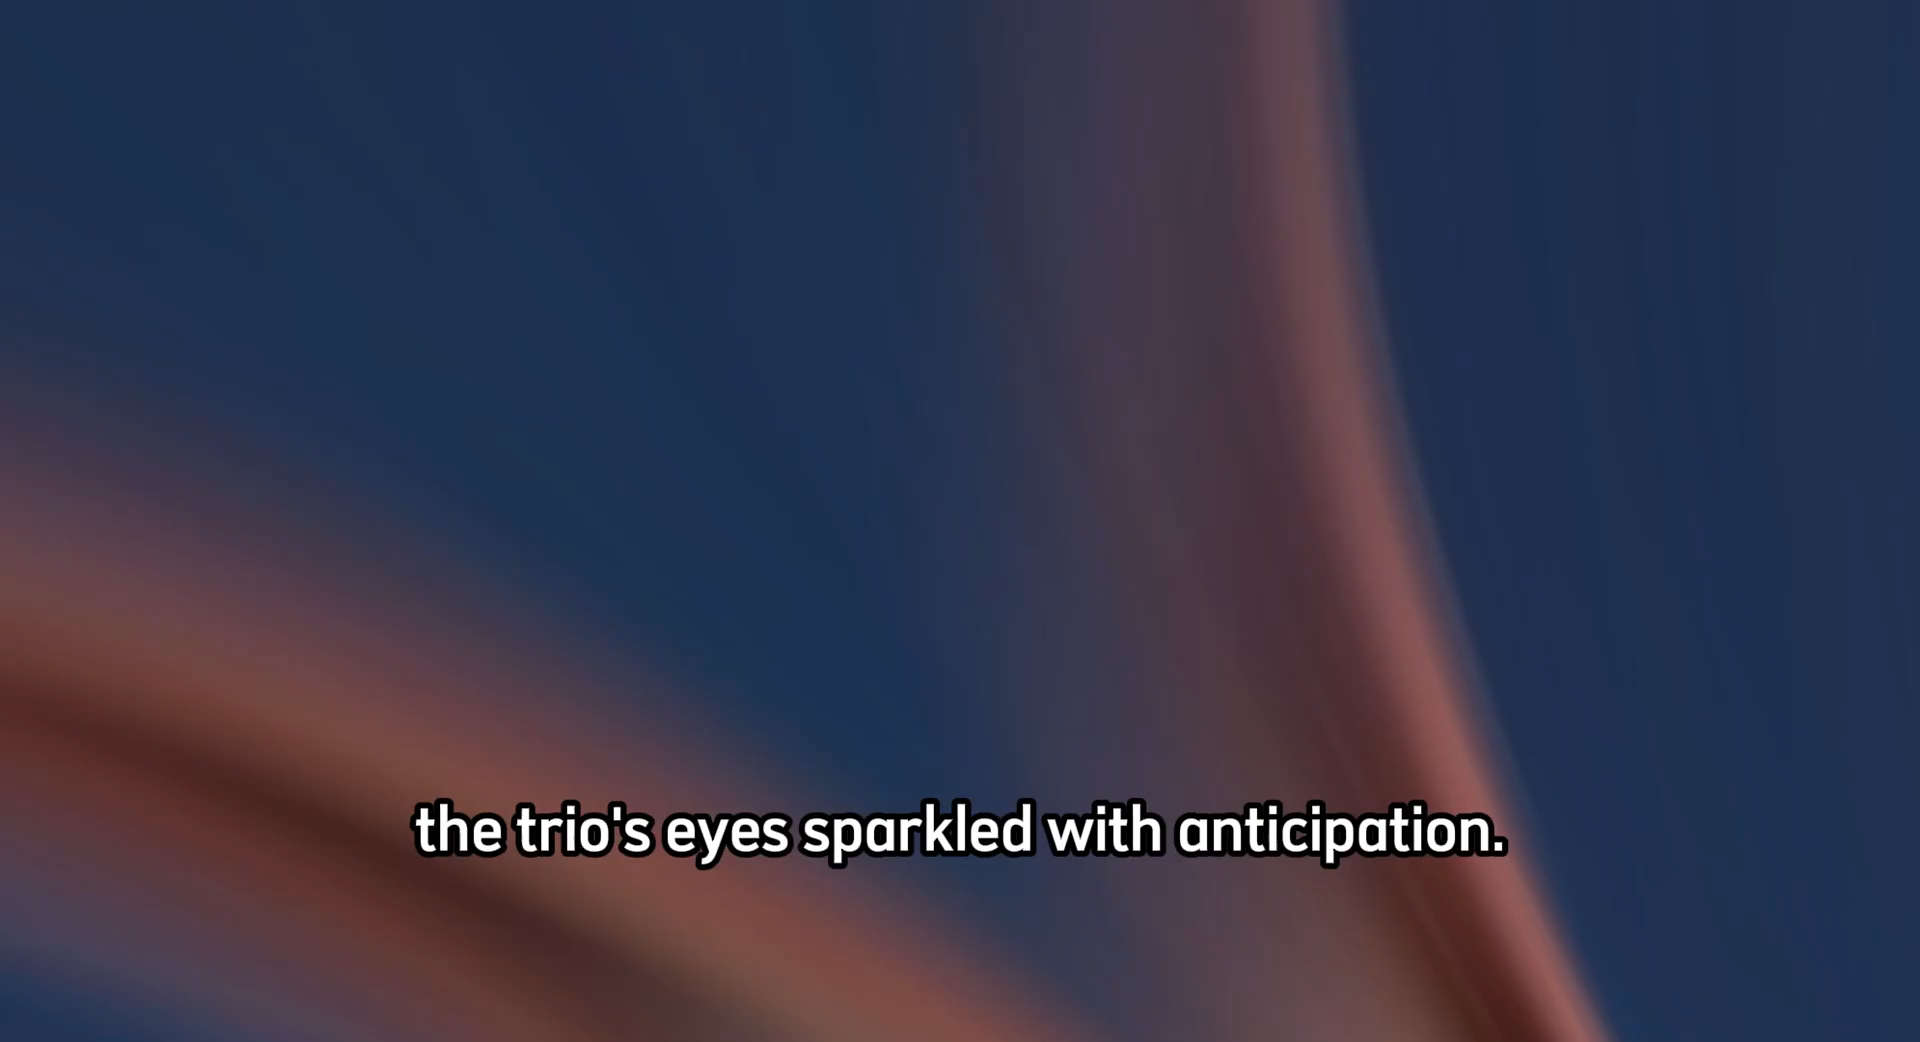 the trio's eyes sparkled with anticipation.